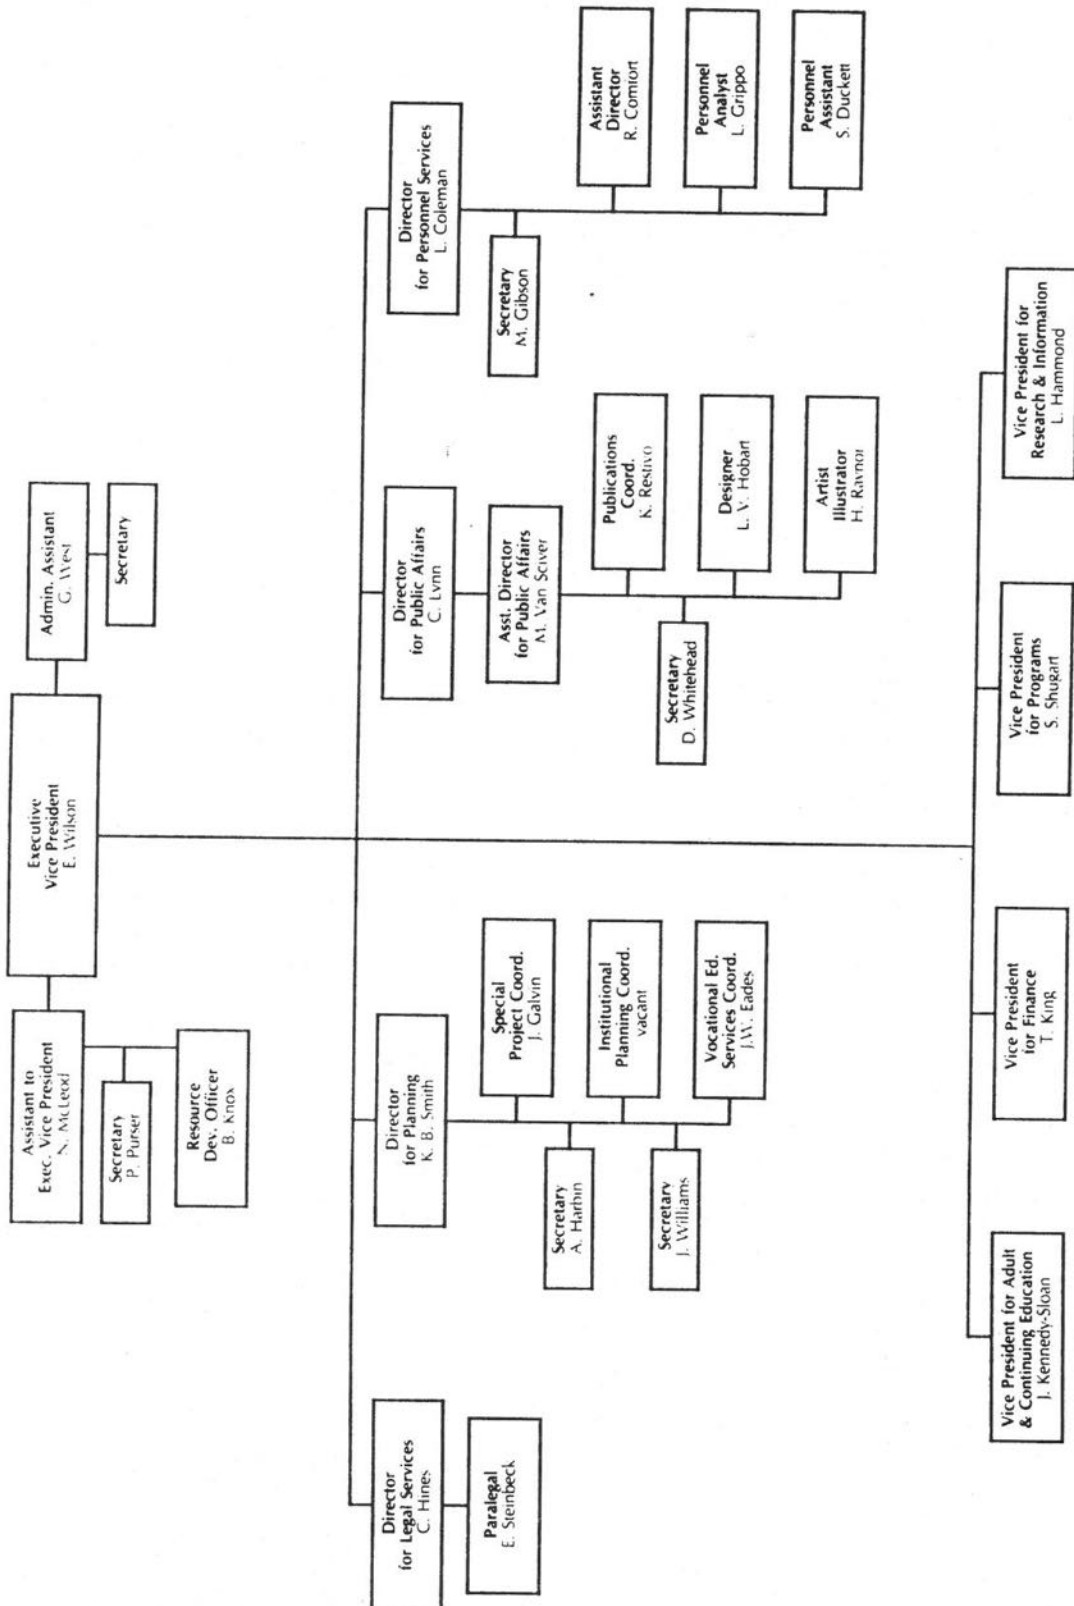 Executive
Vice President
E. Wilson
Assistant to
Exec. Vice President
N. McLeod
Secretary
P. Purser
Resource
Dev. Officer
B. Knox
Admin. Assistant
G. West
Secretary
Director
for Legal Services
C. Hines
Paralegal
E. Steinbeck
Director
for Planning
K. B. Smith
Special
Project Coord.
J. Galvin
Secretary
A. Harbin
Institutional
Planning Coord.
vacant
Secretary
J. Williams
Vocational Ed.
Services Coord.
J.W. Eades
Director
for Public Affairs
C. Lynn
Asst. Director
for Public Affairs
M. Van Sciver
Publications
Coord.
K. Restivo
Secretary
D. Whitehead
Designer
L. V. Hobart
Artist
Illustrator
H. Raynor
Director
for Personnel Services
L. Coleman
Secretary
M. Gibson
Assistant
Director
R. Comfort
Personnel
Analyst
L. Grippo
Personnel
Assistant
S. Duckett
Vice President for Adult
& Continuing Education
J. Kennedy-Sloan
Vice President
for Finance
T. King
Vice President
for Programs
S. Shugart
Vice President for
Research & Information
L. Hammond